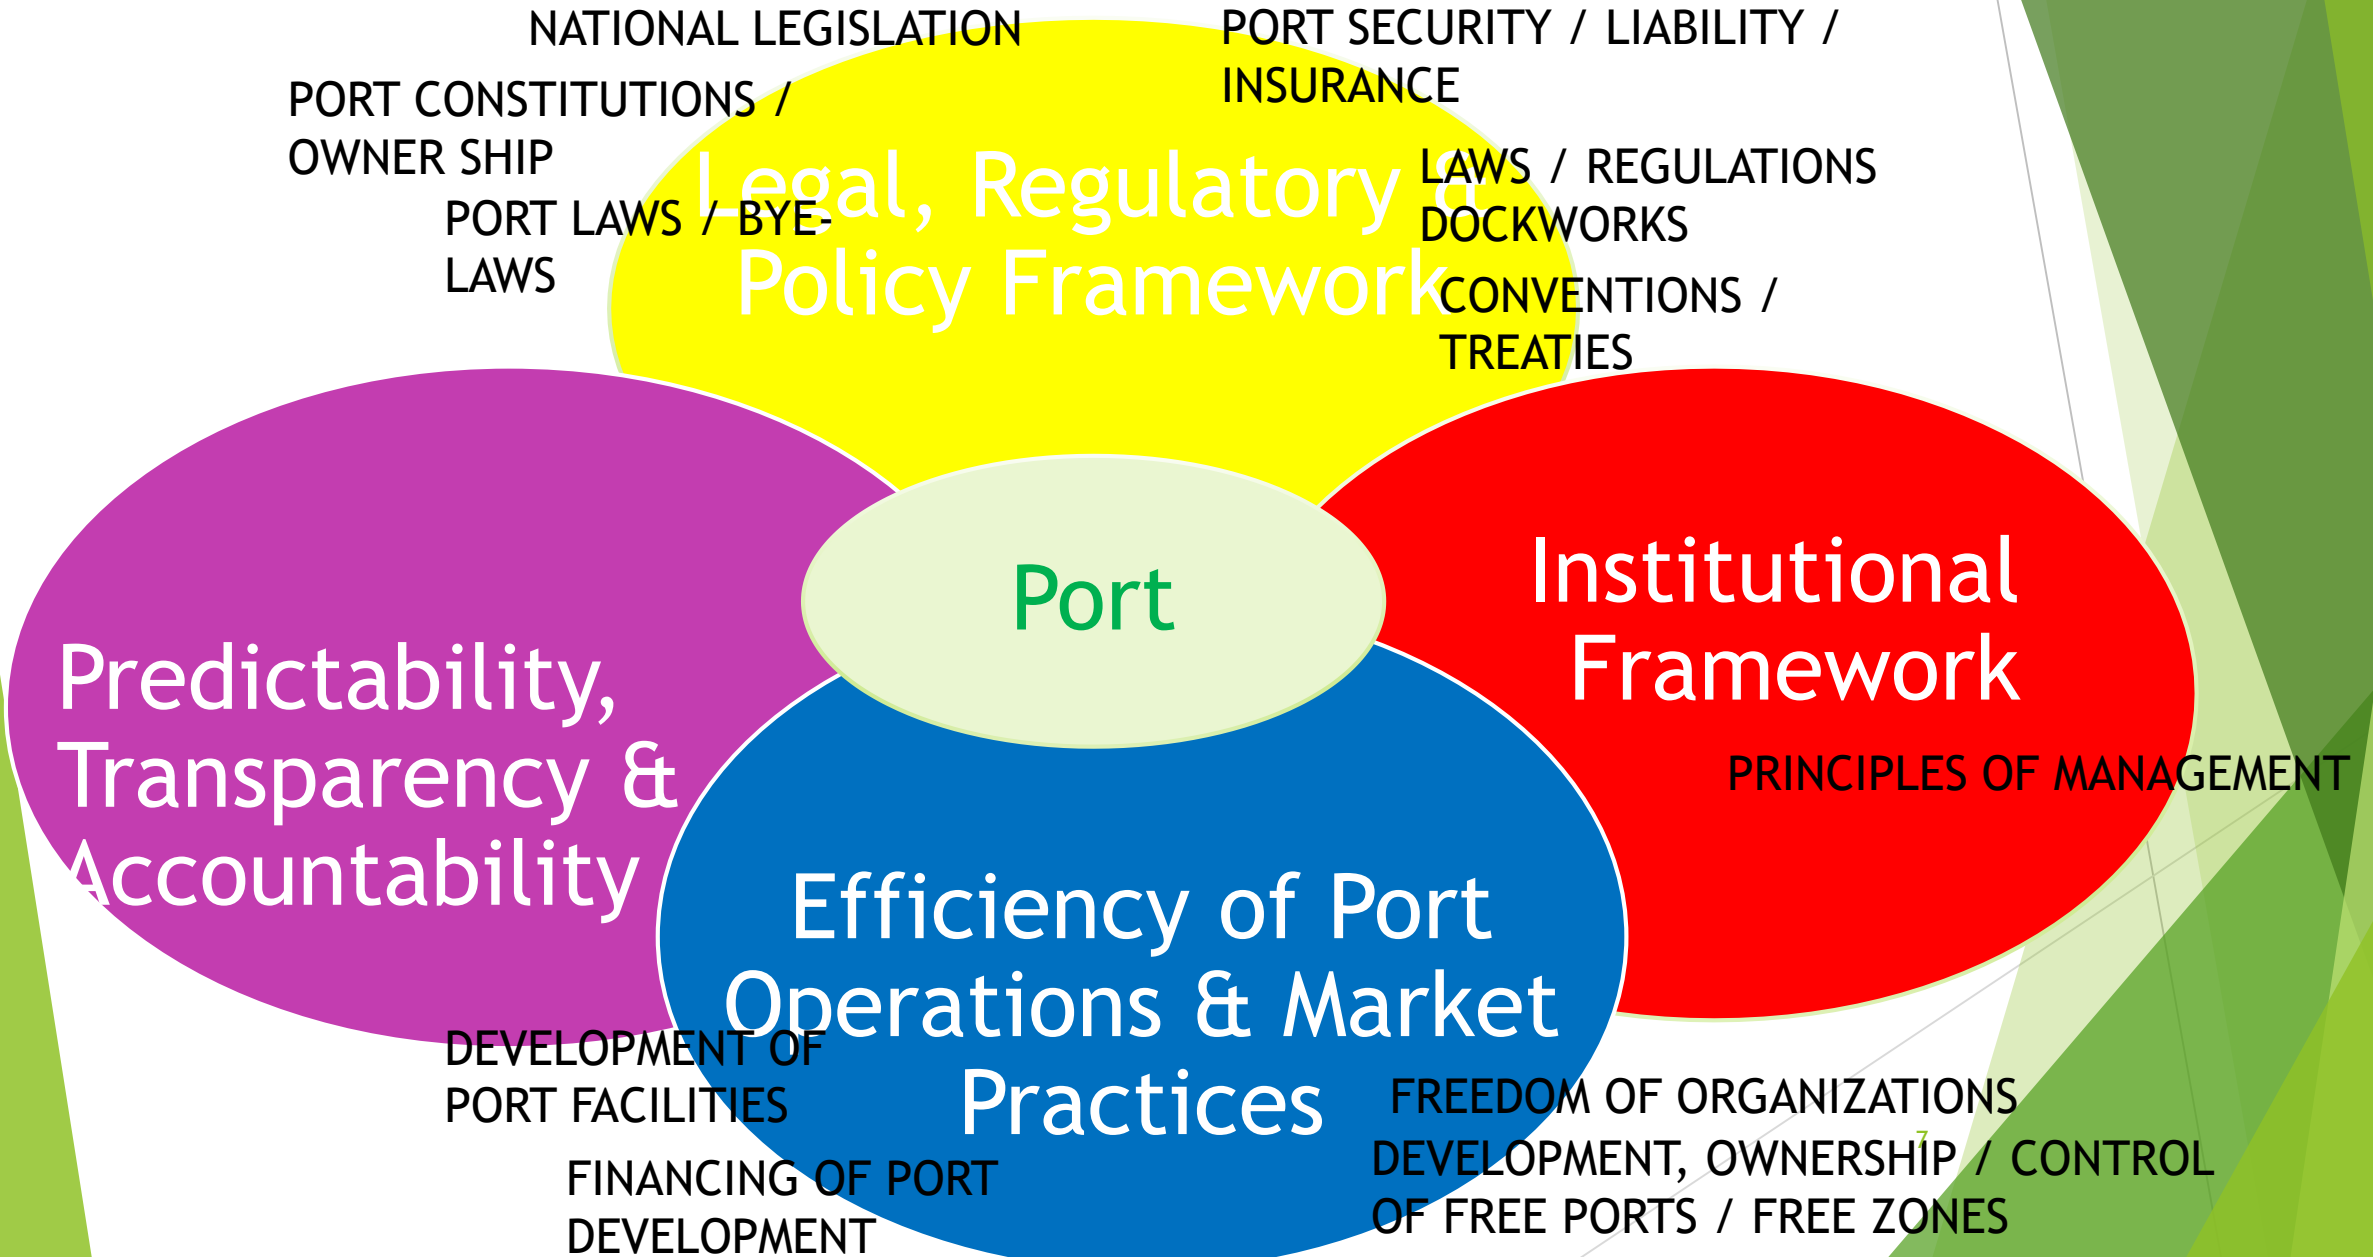 NATIONAL LEGISLATION
PORT SECURITY / LIABILITY /
INSURANCE
PORT CONSTITUTIONS /
OWNER SHIP
PORT LAWS / BYE-
LAWS
Legal, Regulatory &
Policy Framework
LAWS / REGULATIONS
DOCKWORKS
CONVENTIONS /
TREATIES
Port
Institutional
Framework
PRINCIPLES OF MANAGEMENT
Predictability,
Transparency &
Accountability
Efficiency of Port
Operations & Market
Practices
DEVELOPMENT OF
PORT FACILITIES
FINANCING OF PORT
DEVELOPMENT
FREEDOM OF ORGANIZATIONS
7
DEVELOPMENT, OWNERSHIP / CONTROL
OF FREE PORTS / FREE ZONES